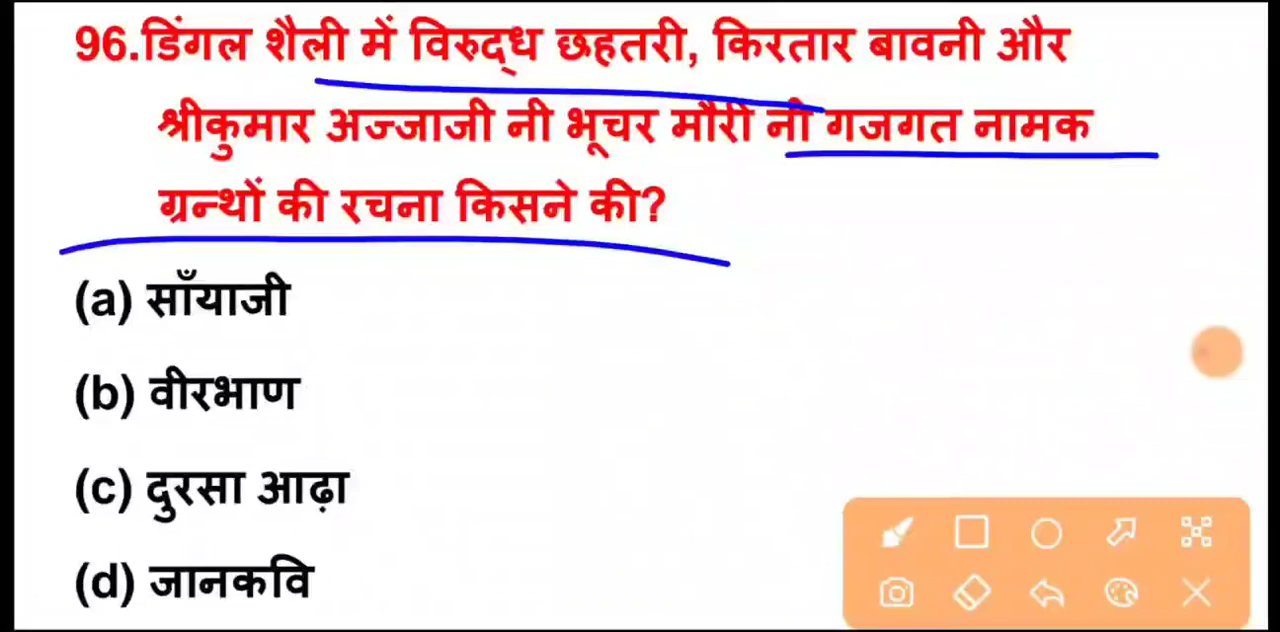 96.डिंगल शैली में विरुद्ध छहतरी, किरतार बावनी और
श्रीकुमार अज्जाजी नी भूचर मौरी नी गजगत नामक
ग्रन्थों की रचना किसने की?
(a) साँयाजी
(b) वीरभाण
(c) दुरसा आढ़ा
(d) जानकवि